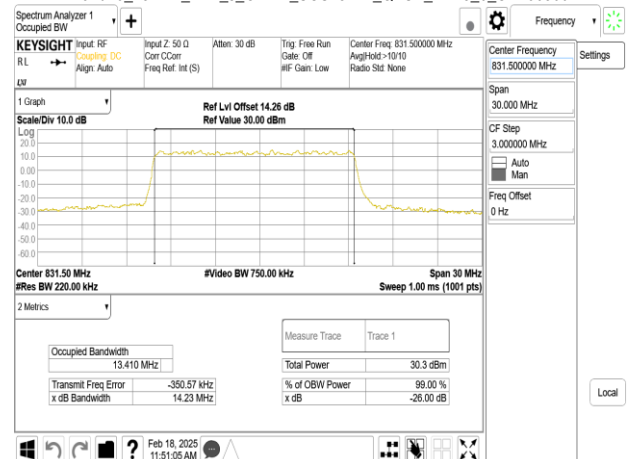 Spectrum Analyzer 1
Occupied BW
Frequency
KEYSIGHT
RL
Input: RF
Coupling: DC
Align: Auto
Input Z: 50 Ω
Corr CCorr
Freq Ref: Int (S)
Atten: 30 dB
Trig: Free Run
Gate: Off
#IF Gain: Low
Center Freq: 831.500000 MHz
Avg|Hold:>10/10
Radio Std: None
LXI
1 Graph
Scale/Div 10.0 dB
Ref Lvl Offset 14.26 dB
Ref Value 30.00 dBm
Log
20.0
10.0
0.00
-10.0
-20.0
-30.0
-40.0
-50.0
-60.0
Center 831.50 MHz
#Video BW 750.00 kHz
Span 30 MHz
#Res BW 220.00 kHz
Sweep 1.00 ms (1001 pts)
2 Metrics
Measure Trace
Trace 1
Occupied Bandwidth
13.410 MHz
Total Power
30.3 dBm
Transmit Freq Error
-350.57 kHz
% of OBW Power
99.00 %
x dB Bandwidth
14.23 MHz
x dB
-26.00 dB
Center Frequency
831.500000 MHz
Settings
Span
30.000 MHz
CF Step
3.000000 MHz
Auto
Man
Freq Offset
0 Hz
Local
?
Feb 18, 2025
11:51:05 AM